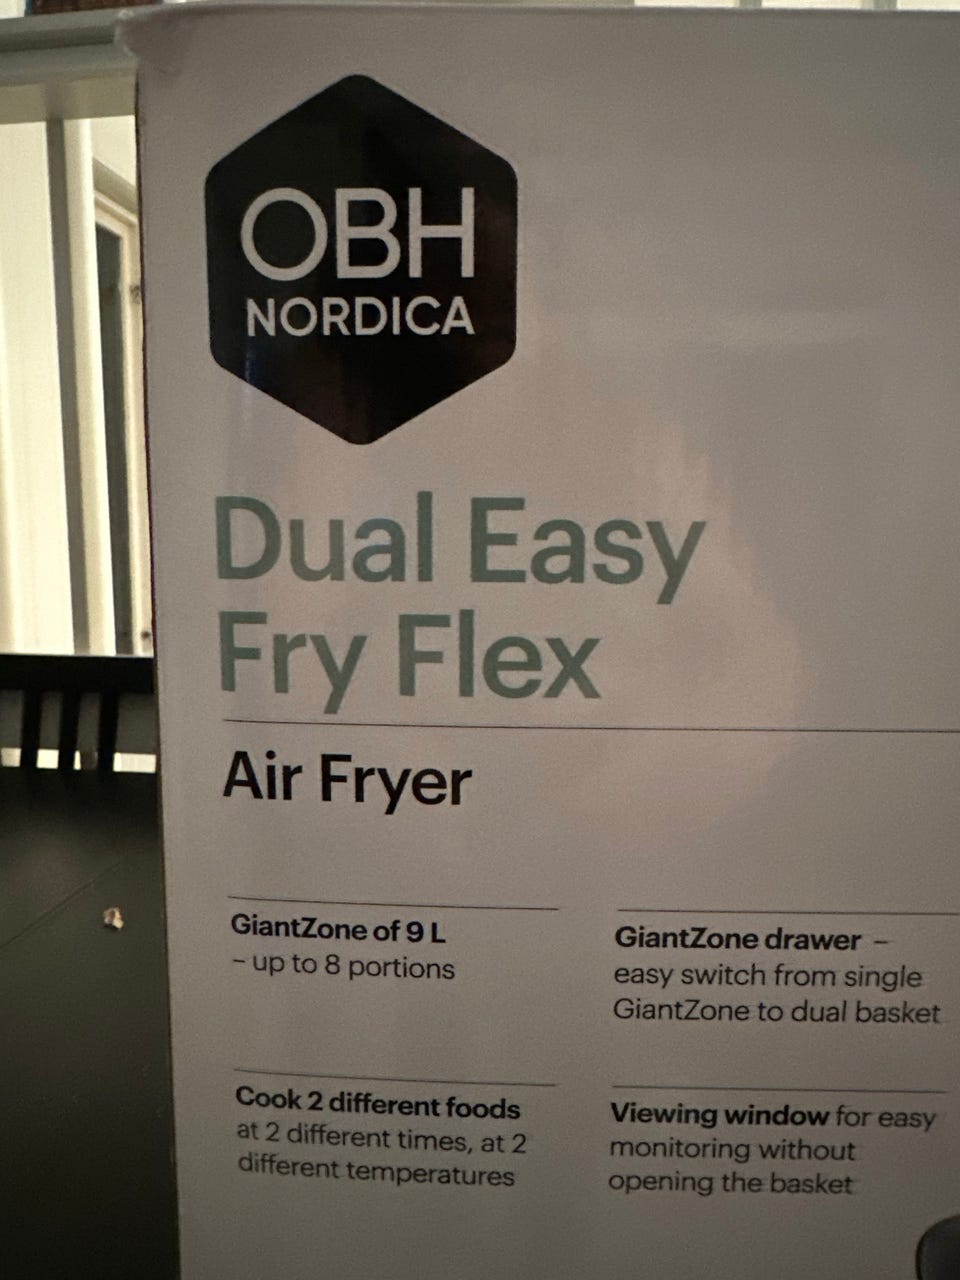 OBH
NORDICA
Dual Easy
Fry Flex
Air Fryer
GiantZone of 9 L
– up to 8 portions
GiantZone drawer –
easy switch from single
GiantZone to dual basket
Cook 2 different foods
at 2 different times, at 2
different temperatures
Viewing window for easy
monitoring without
opening the basket